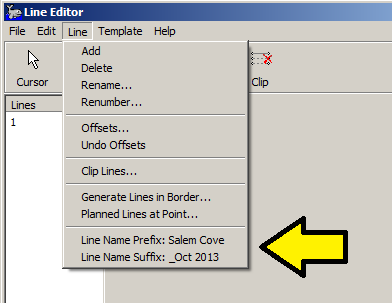 Line Editor
File Edit Line Template Help
Cursor
Clip
Lines
1
Add
Delete
Rename...
Renumber...
Offsets...
Undo Offsets
Clip Lines...
Generate Lines in Border...
Planned Lines at Point...
Line Name Prefix: Salem Cove
Line Name Suffix: _Oct 2013